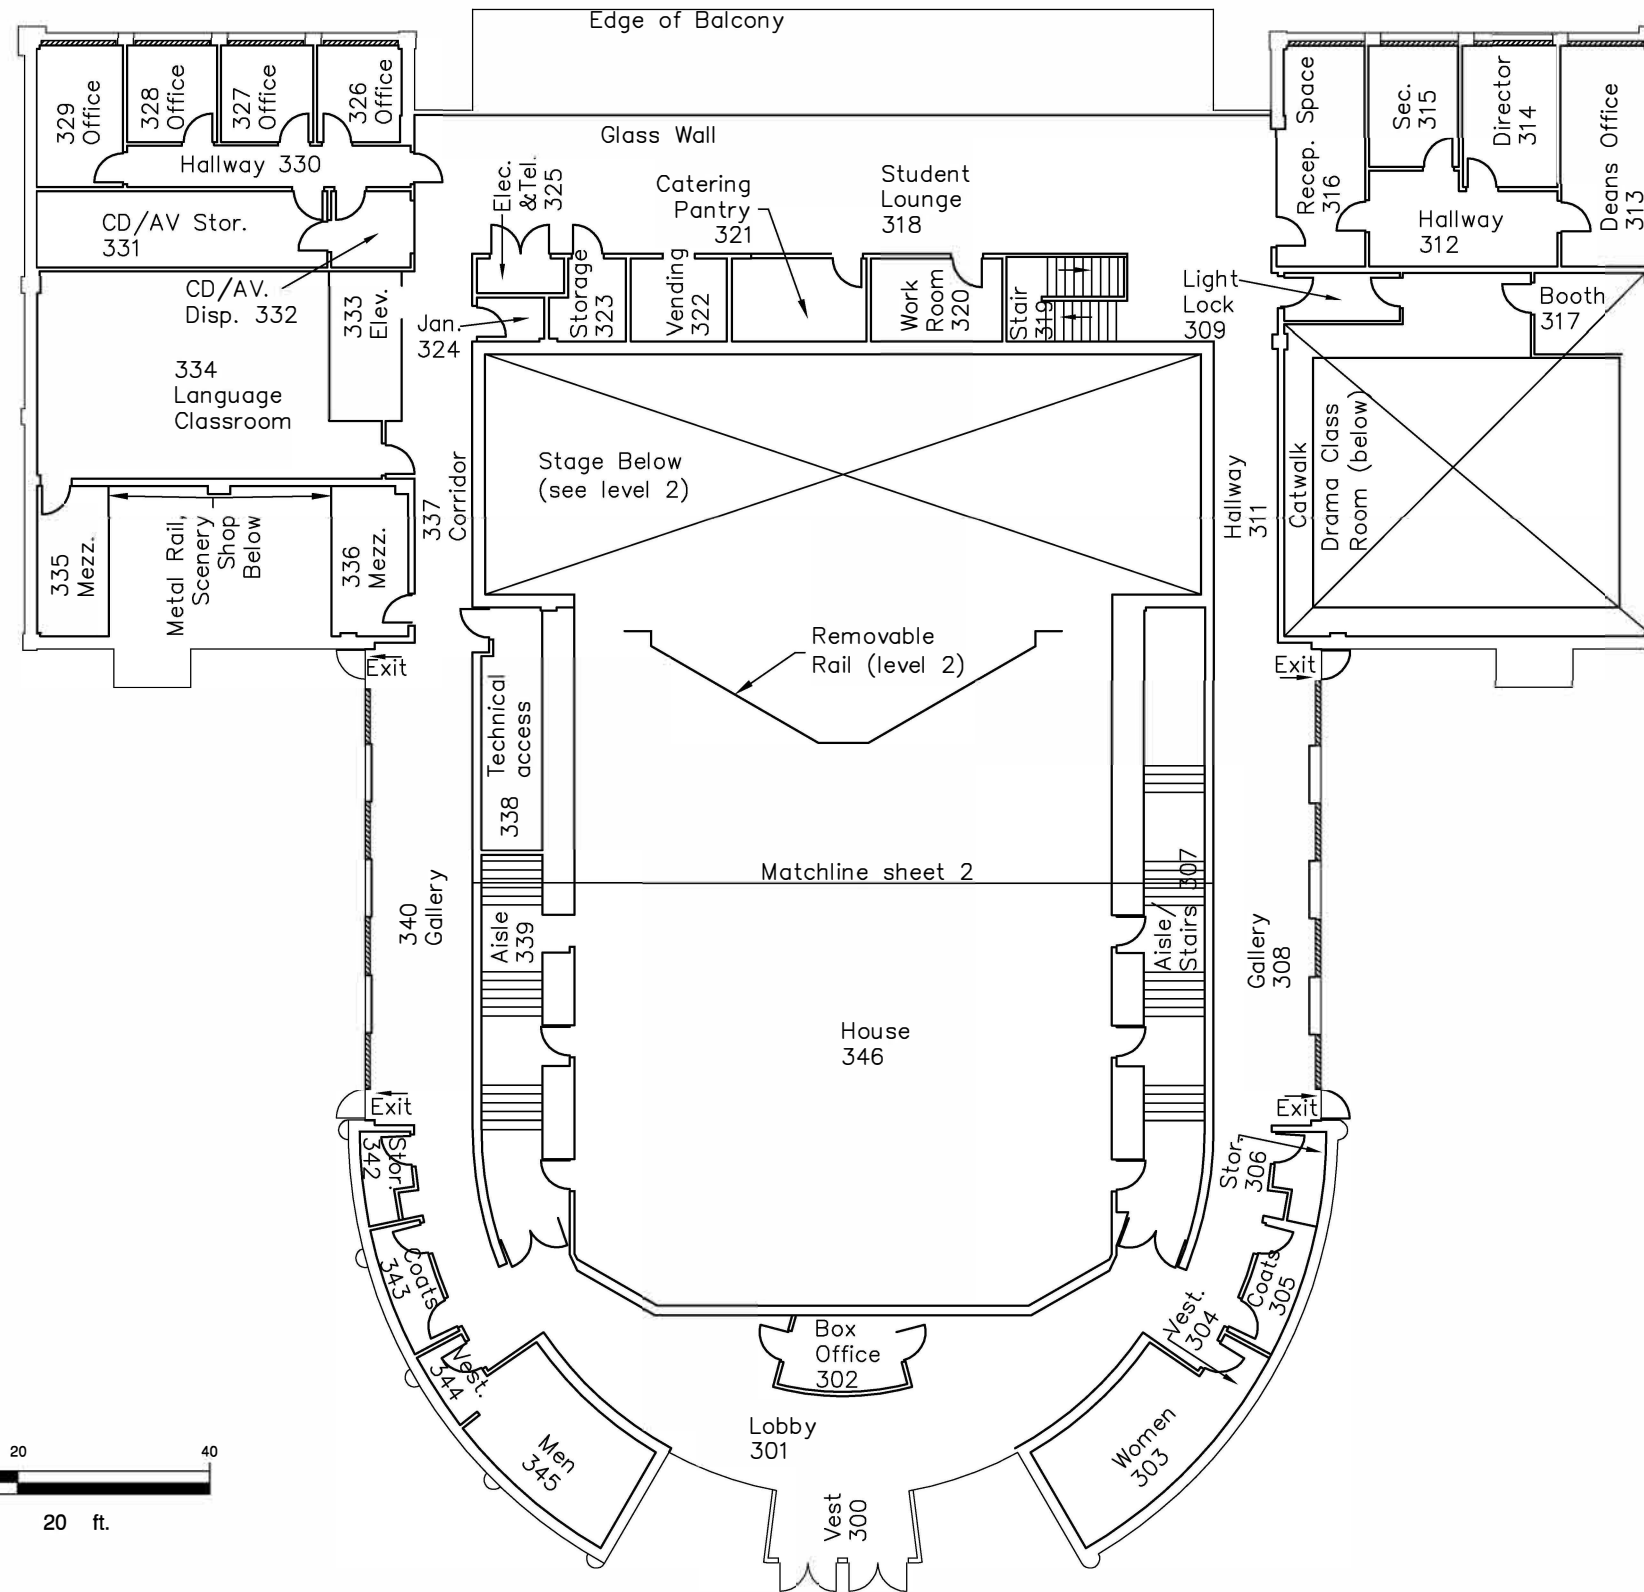 Edge of Balcony
Glass Wall
329
Office
328
Office
327
Office
326
Office
Hallway 330
CD/AV Stor.
331
CD/AV.
Disp. 332
333
Elev.
334
Language
Classroom
335
Mezz.
Metal Rail,
Scenery
Shop
Below
336
Mezz.
Elec.
&Tel.
325
Jan.
324
Storage
323
Vending
322
Catering
Pantry
321
Student
Lounge
318
Work
Room
320
Stair
319
Recep. Space
316
Sec.
315
Director
314
Deans Office
313
Hallway
312
Light
Lock
309
Booth
317
Catwalk
Drama Class
Room (below)
Hallway
311
337
Corridor
Stage Below
(see level 2)
Removable
Rail (level 2)
Exit
Exit
Technical
access
338
Matchline sheet 2
340
Gallery
Aisle
339
Aisle/
Stairs 307
Gallery
308
House
346
Exit
Exit
Stor.
342
Coats
343
Vest.
344
Men
345
Stor.
306
Coats
305
Vest.
304
Women
303
Box
Office
302
Lobby
301
Vest
300
20
40
20 ft.